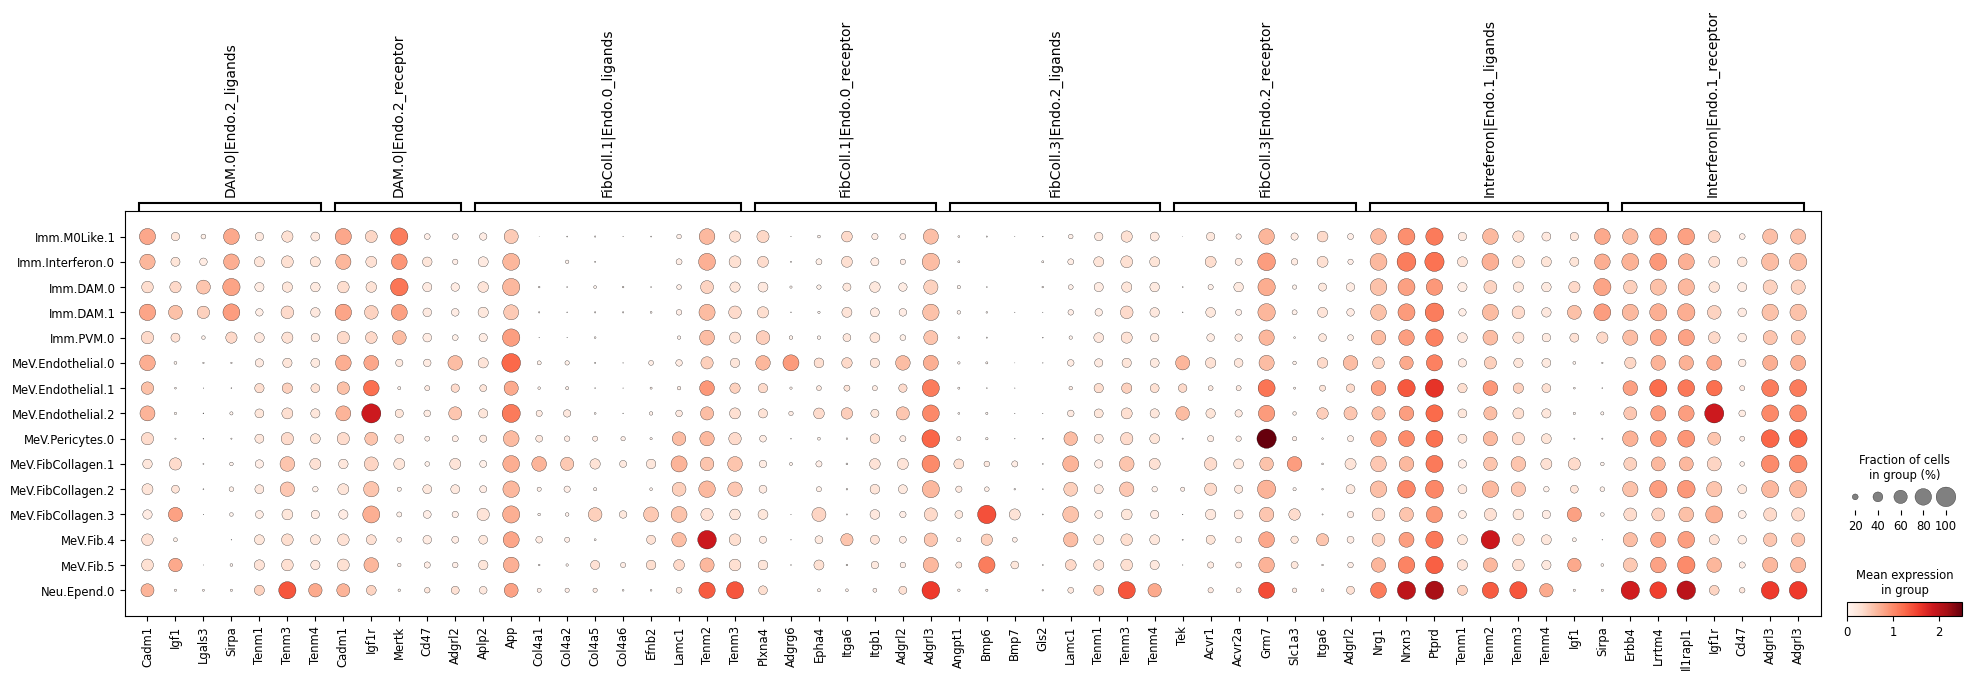 DAM.0|Endo.2_ligands
DAM.0|Endo.2_receptor
FibColl.1|Endo.0_ligands
FibColl.1|Endo.0_receptor
FibColl.3|Endo.2_ligands
FibColl.3|Endo.2_receptor
Intreferon|Endo.1_ligands
Interferon|Endo.1_receptor
Imm.M0Like.1
Imm.Interferon.0
Imm.DAM.0
Imm.DAM.1
Imm.PVM.0
MeV.Endothelial.0
MeV.Endothelial.1
MeV.Endothelial.2
MeV.Pericytes.0
MeV.FibCollagen.1
MeV.FibCollagen.2
MeV.FibCollagen.3
MeV.Fib.4
MeV.Fib.5
Neu.Epend.0
Cadm1
Igf1
Lgals3
Sirpa
Tenm1
Tenm3
Tenm4
Cadm1
Igf1r
Mertk
Cd47
Adgrl2
Aplp2
App
Col4a1
Col4a2
Col4a5
Col4a6
Efnb2
Lamc1
Tenm2
Tenm3
Plxna4
Adgrg6
Epha4
Itga6
Itgb1
Adgrl2
Adgrl3
Angpt1
Bmp6
Bmp7
Gls2
Lamc1
Tenm1
Tenm3
Tenm4
Tek
Acvr1
Acvr2a
Grm7
Slc1a3
Itga6
Adgrl2
Nrg1
Nrxn3
Ptprd
Tenm1
Tenm2
Tenm3
Tenm4
Igf1
Sirpa
Erbb4
Lrrtm4
Il1rapl1
Igf1r
Cd47
Adgrl3
Adgrl3
Fraction of cells
in group (%)
20 40 60 80 100
Mean expression
in group
0 1 2